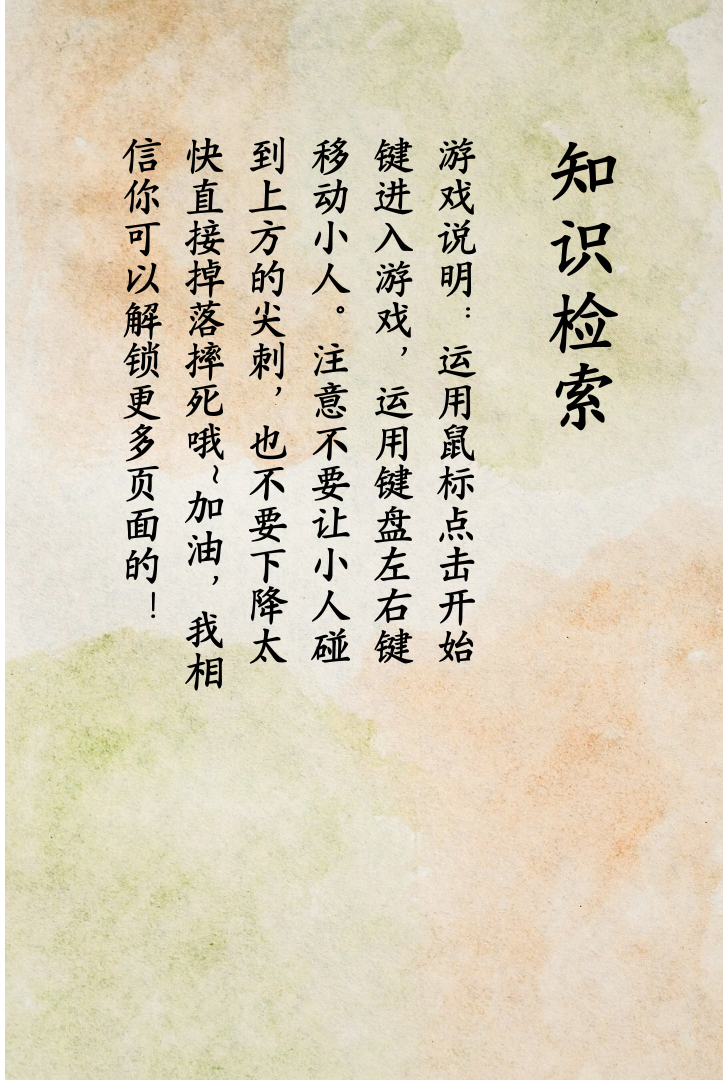 知识检索
游戏说明：运用鼠标点击开始
键进入游戏，运用键盘左右键
移动小人。注意不要让小人碰
到上方的尖刺，也不要下降太
快直接掉落摔死哦~加油，我相
信你可以解锁更多页面的！